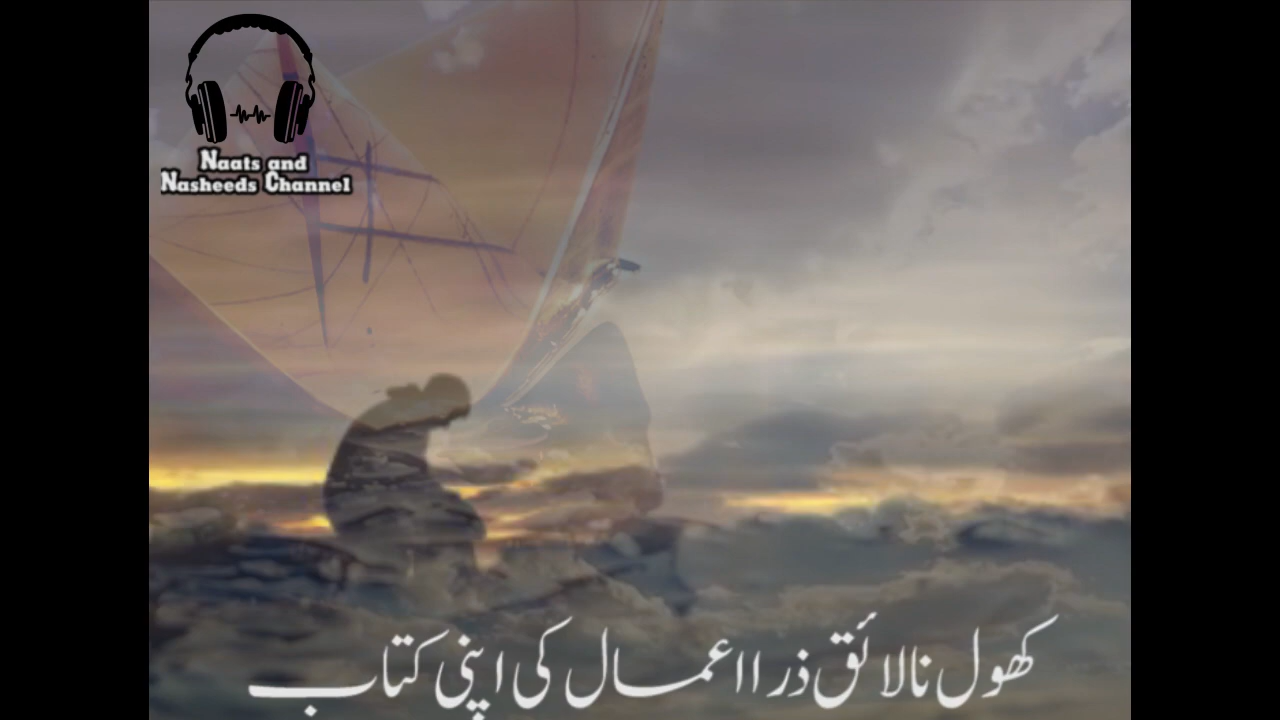 Naats and
Nasheeds Channel
کھول نالائق ذرا اعمال کی اپنی کتاب